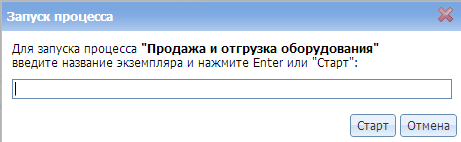 Запуск процесса
Для запуска процесса "Продажа и отгрузка оборудования"
введите название экземпляра и нажмите Enter или "Старт":
Старт Отмена